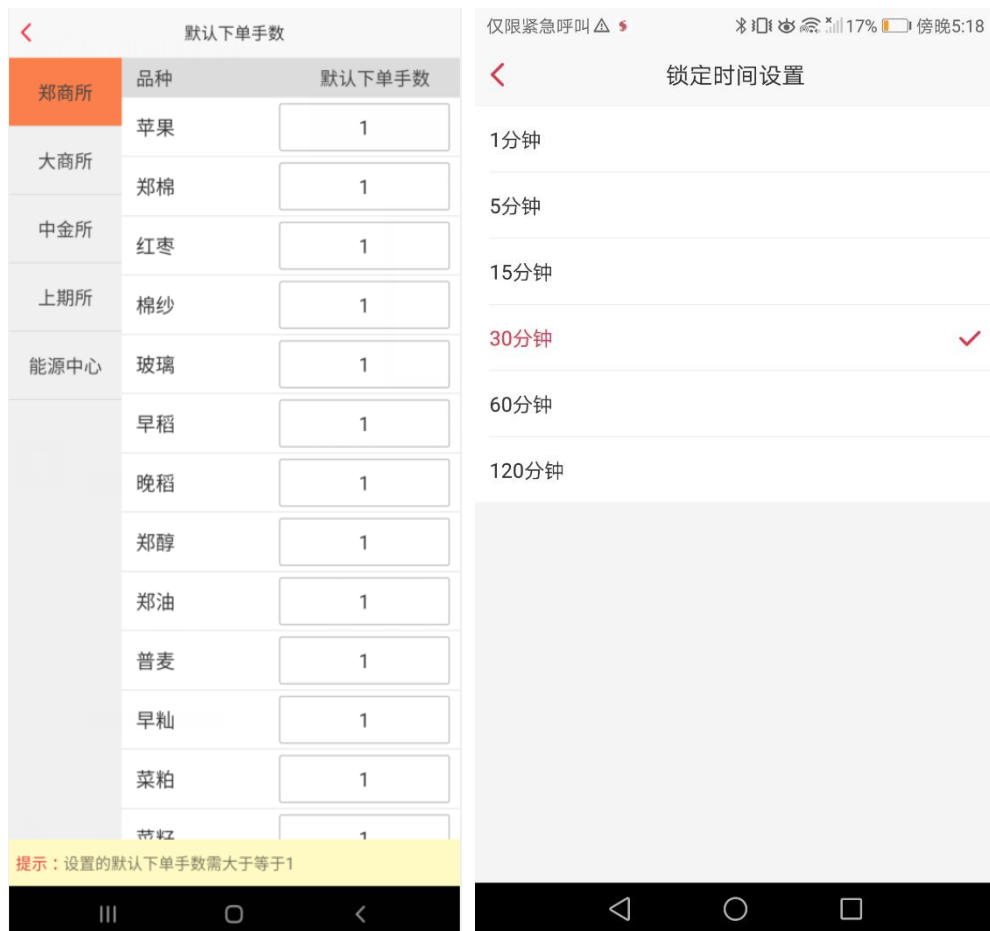 默认下单手数
郑商所
大商所
中金所
上期所
能源中心
品种 默认下单手数
苹果 1
郑棉 1
红枣 1
棉纱 1
玻璃 1
早稻 1
晚稻 1
郑醇 1
郑油 1
普麦 1
早籼 1
菜粕 1
菜籽 1
提示：设置的默认下单手数需大于等于1
仅限紧急呼叫 17% 傍晚5:18
锁定时间设置
1分钟
5分钟
15分钟
30分钟
60分钟
120分钟